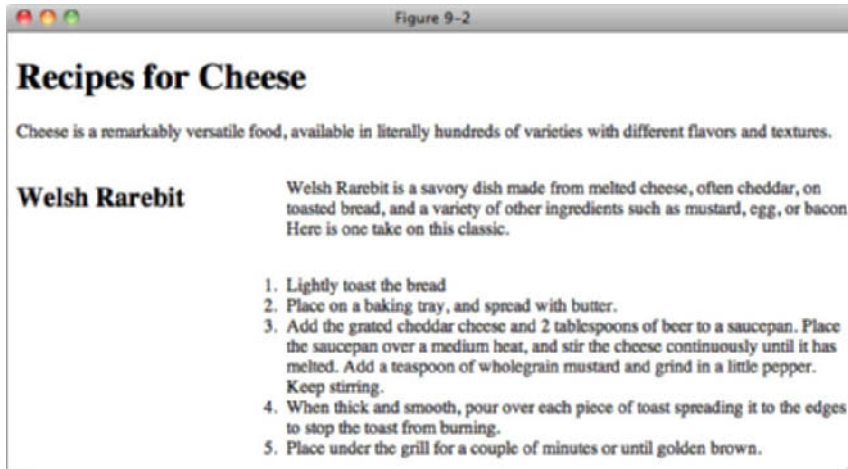 Figure 9-2
Recipes for Cheese
Cheese is a remarkably versatile food, available in literally hundreds of varieties with different flavors and textures.
Welsh Rarebit
Welsh Rarebit is a savory dish made from melted cheese, often cheddar, on
toasted bread, and a variety of other ingredients such as mustard, egg, or bacon
Here is one take on this classic.
1. Lightly toast the bread
2. Place on a baking tray, and spread with butter.
3. Add the grated cheddar cheese and 2 tablespoons of beer to a saucepan. Place
the saucepan over a medium heat, and stir the cheese continuously until it has
melted. Add a teaspoon of wholegrain mustard and grind in a little pepper.
Keep stirring.
4. When thick and smooth, pour over each piece of toast spreading it to the edges
to stop the toast from burning.
5. Place under the grill for a couple of minutes or until golden brown.